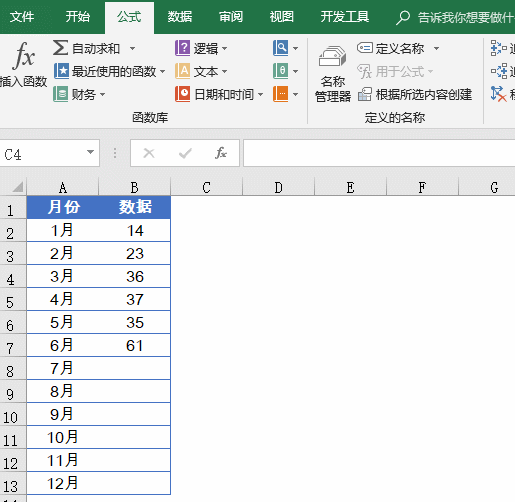 文件 开始 公式 数据 审阅 视图 开发工具 告诉我你想要做什
fx 插入函数
自动求和
最近使用的函数
财务
逻辑
文本
日期和时间
函数库
名称
管理器
定义名称
用于公式
根据所选内容创建
定义的名称
C4 fx
A B C D E F G
1 月份 数据
2 1月 14
3 2月 23
4 3月 36
5 4月 37
6 5月 35
7 6月 61
8 7月
9 8月
10 9月
11 10月
12 11月
13 12月